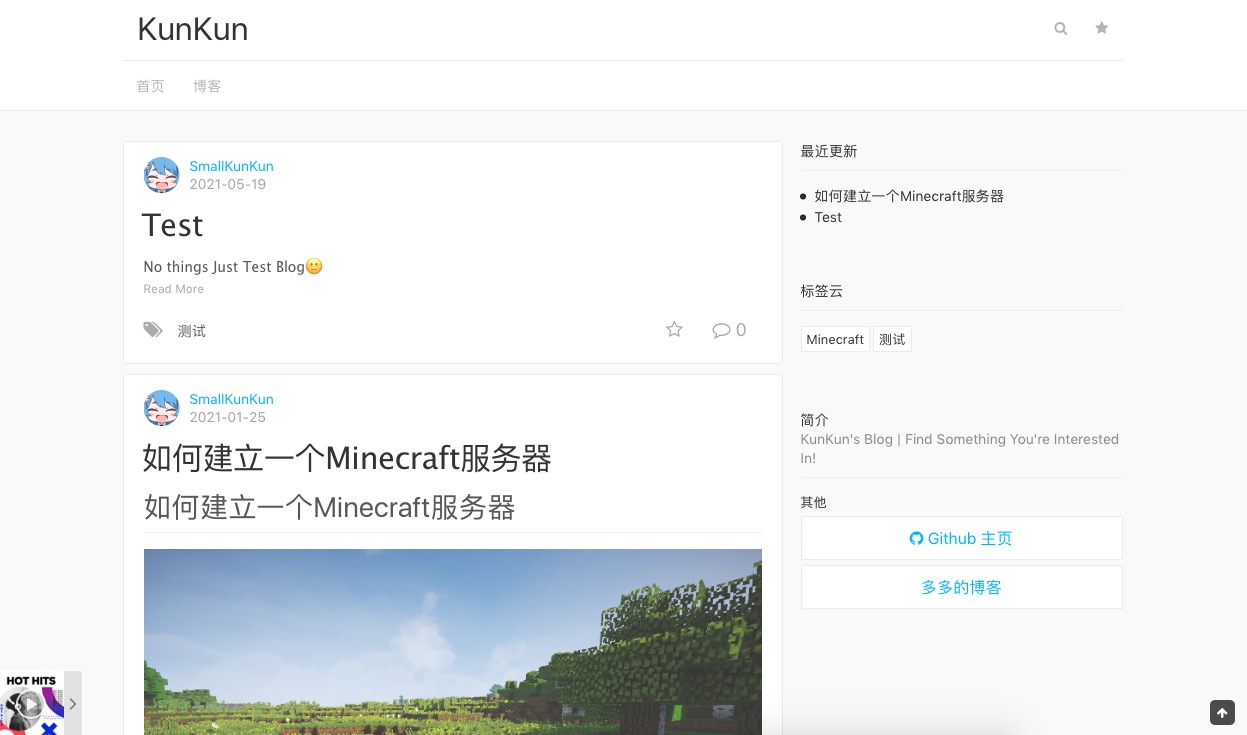 KunKun
首页 博客
SmallKunKun
2021-05-19
Test
No things Just Test Blog🙂
Read More
测试
0
SmallKunKun
2021-01-25
如何建立一个Minecraft服务器
如何建立一个Minecraft服务器
最近更新
如何建立一个Minecraft服务器
Test
标签云
Minecraft 测试
简介
KunKun's Blog | Find Something You're Interested
In!
其他
Github 主页
多多的博客
HOT HITS